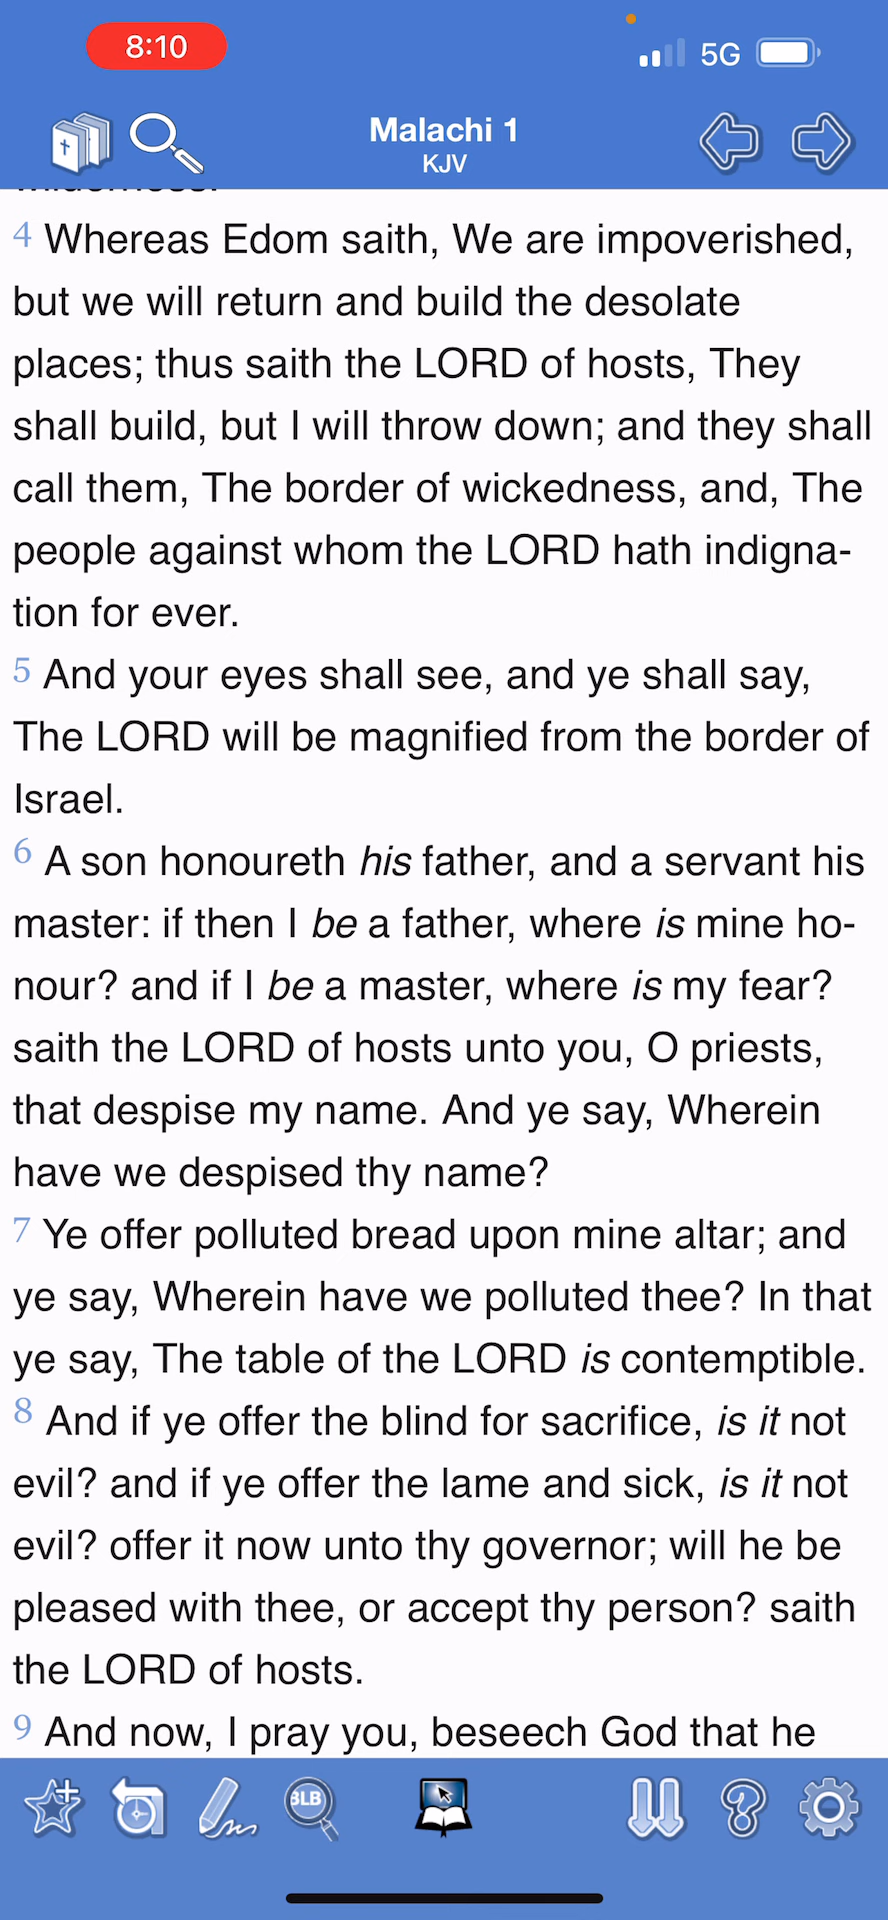 8:10
5G
Malachi 1
KJV
4 Whereas Edom saith, We are impoverished,
but we will return and build the desolate
places; thus saith the LORD of hosts, They
shall build, but I will throw down; and they shall
call them, The border of wickedness, and, The
people against whom the LORD hath indigna-
tion for ever.
5 And your eyes shall see, and ye shall say,
The LORD will be magnified from the border of
Israel.
6 A son honoureth his father, and a servant his
master: if then I be a father, where is mine ho-
nour? and if I be a master, where is my fear?
saith the LORD of hosts unto you, O priests,
that despise my name. And ye say, Wherein
have we despised thy name?
7 Ye offer polluted bread upon mine altar; and
ye say, Wherein have we polluted thee? In that
ye say, The table of the LORD is contemptible.
8 And if ye offer the blind for sacrifice, is it not
evil? and if ye offer the lame and sick, is it not
evil? offer it now unto thy governor; will he be
pleased with thee, or accept thy person? saith
the LORD of hosts.
9 And now, I pray you, beseech God that he
BLB